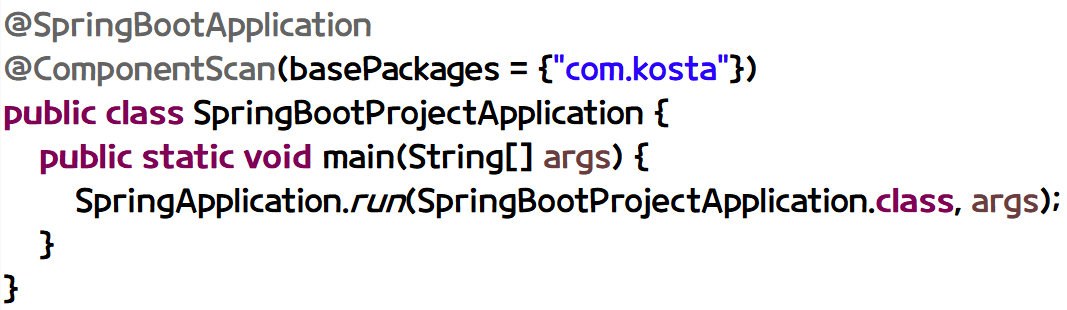 @SpringBootApplication
@ComponentScan(basePackages = {"com.kosta"})
public class SpringBootProjectApplication {
    public static void main(String[] args) {
        SpringApplication.run(SpringBootProjectApplication.class, args);
    }
}